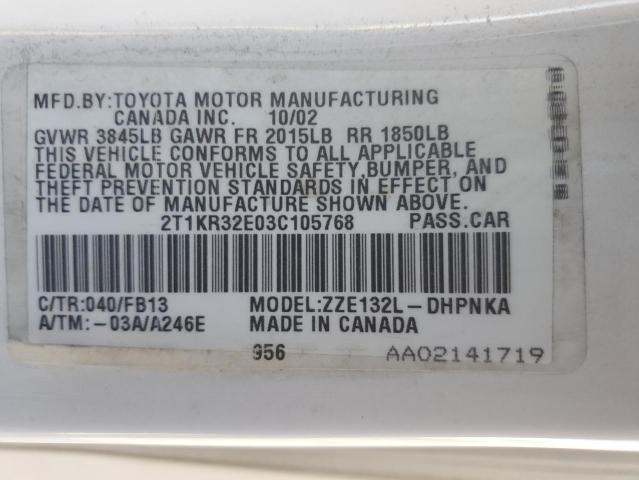 MFD.BY:TOYOTA MOTOR MANUFACTURING
CANADA INC. 10/02
GVWR 3845LB GAWR FR 2015LB RR 1850LB
THIS VEHICLE CONFORMS TO ALL APPLICABLE
FEDERAL MOTOR VEHICLE SAFETY,BUMPER, AND
THEFT PREVENTION STANDARDS IN EFFECT ON
THE DATE OF MANUFACTURE SHOWN ABOVE.
2T1KR32E03C105768 PASS.CAR
C/TR:040/FB13 MODEL:ZZE132L-DHPNKA
A/TM:-03A/A246E MADE IN CANADA
956 AA02141719